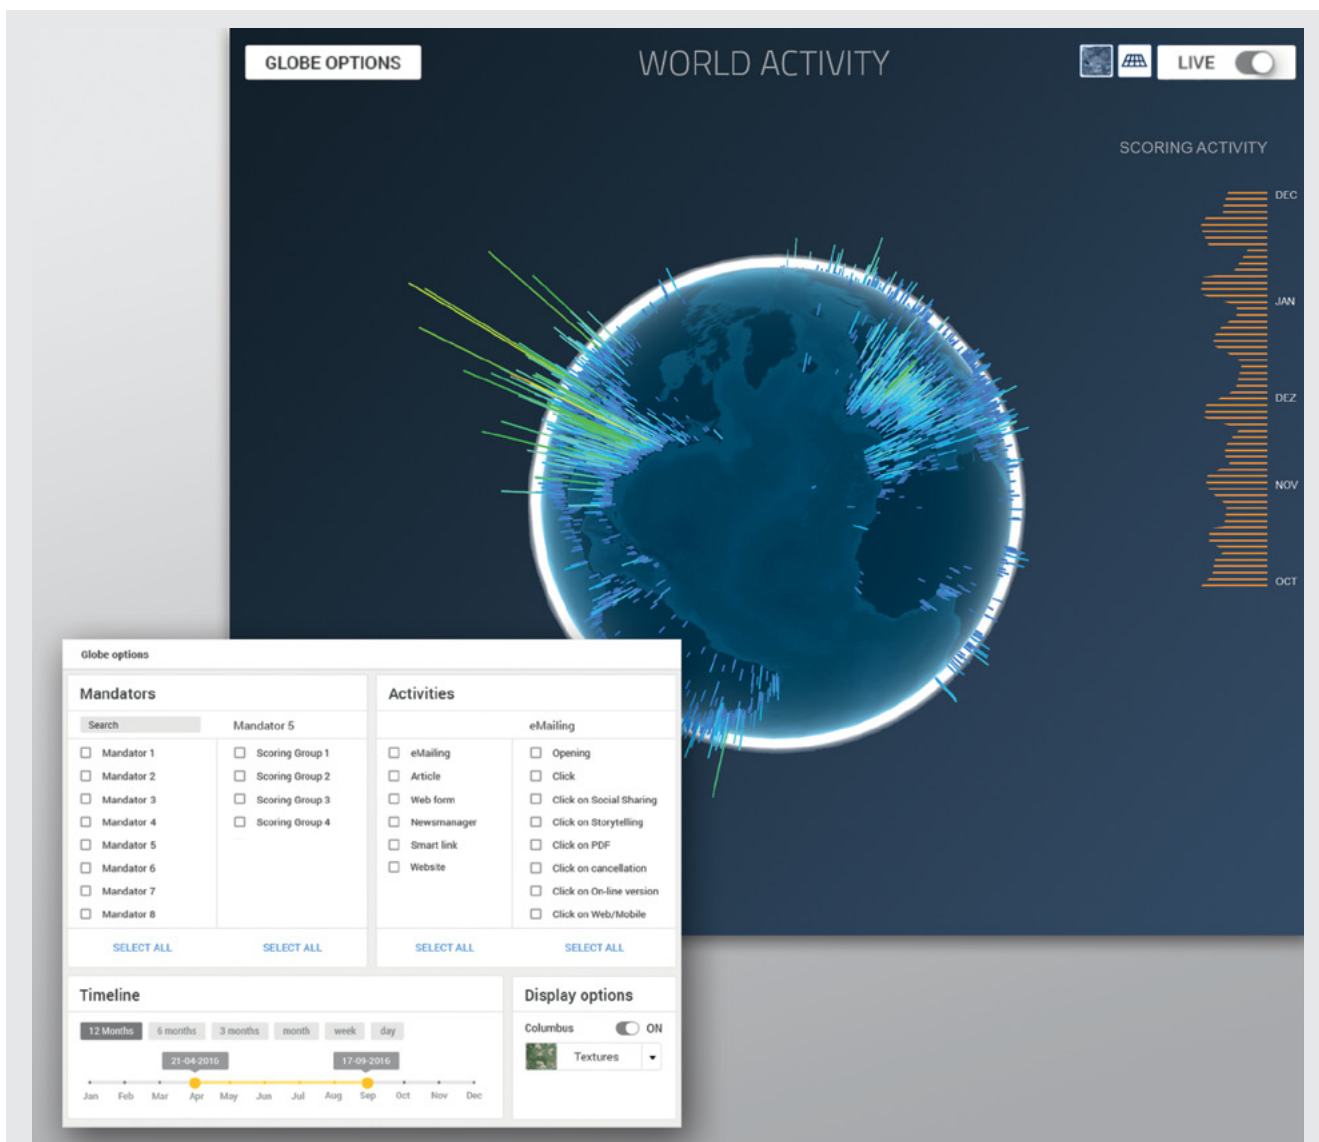 GLOBE OPTIONS
WORLD ACTIVITY
LIVE
SCORING ACTIVITY
DEC
JAN
DEZ
NOV
OCT
Globe options
Mandators
Search
Mandator 5
Mandator 1
Mandator 2
Mandator 3
Mandator 4
Mandator 5
Mandator 6
Mandator 7
Mandator 8
Scoring Group 1
Scoring Group 2
Scoring Group 3
Scoring Group 4
SELECT ALL
SELECT ALL
Activities
eMailing
eMailing
Article
Web form
Newsmanager
Smart link
Website
Opening
Click
Click on Social Sharing
Click on Storytelling
Click on PDF
Click on cancellation
Click on On-line version
Click on Web/Mobile
SELECT ALL
SELECT ALL
Timeline
12 Months 6 months 3 months month week day
21-04-2016 17-09-2016
Jan Feb Mar Apr May Jun Jul Aug Sep Oct Nov Dec
Display options
Columbus ON
Textures